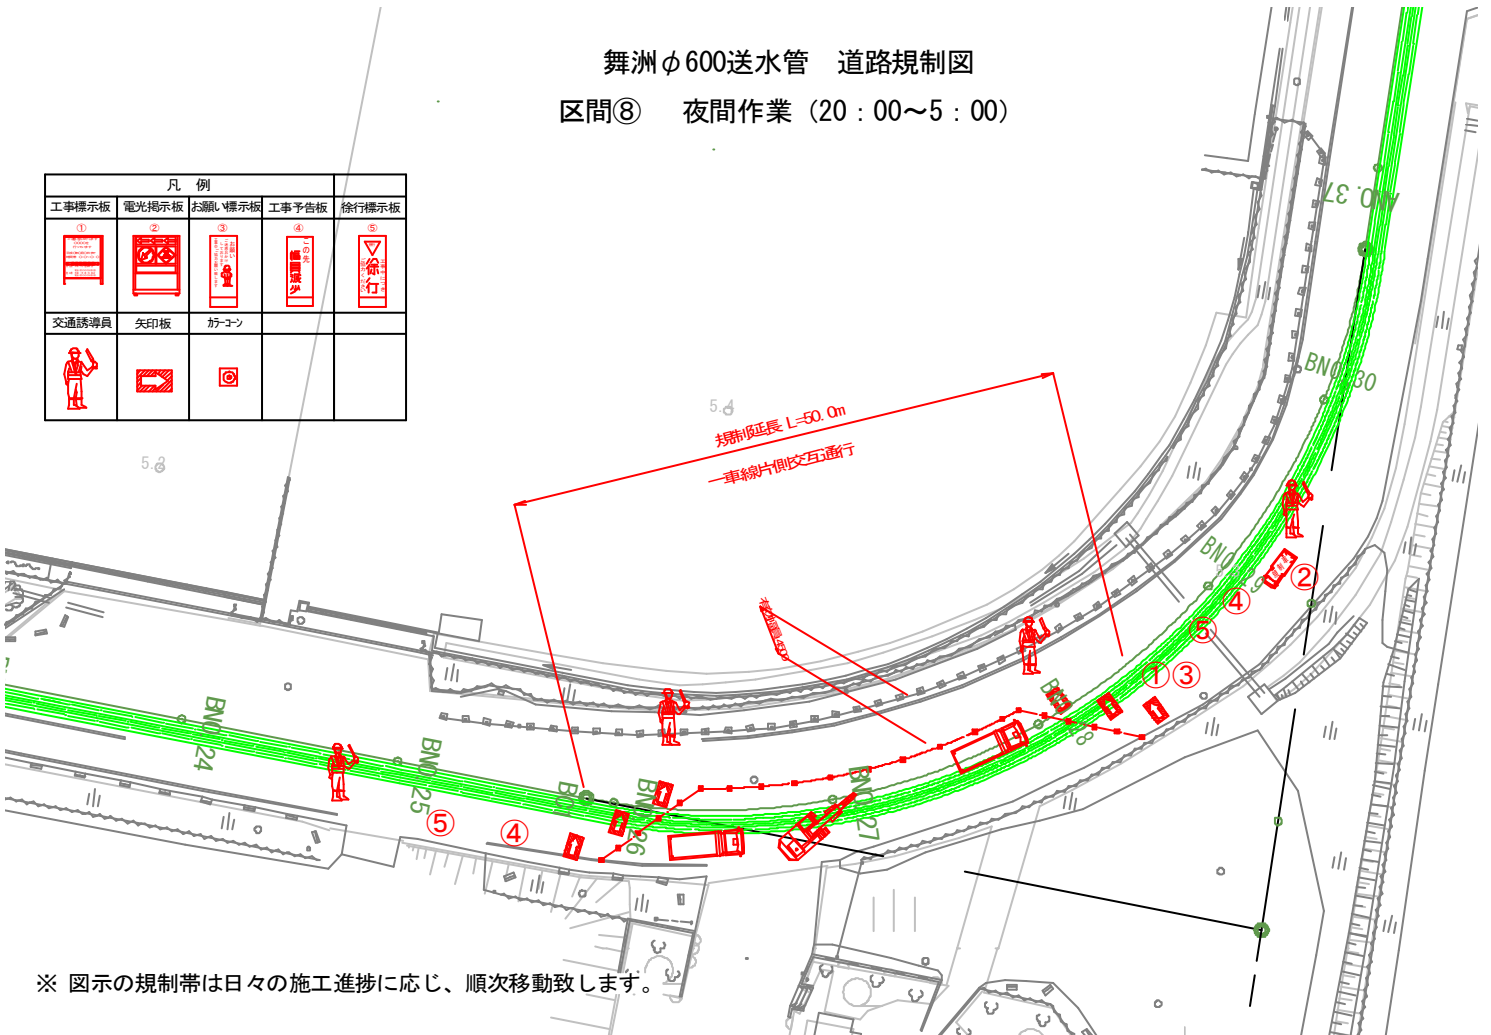 舞洲φ600送水管　道路規制図
区間⑧　夜間作業（20：00～5：00）
凡 例
工事標示板 電光掲示板 お願い標示板 工事予告板 徐行標示板
① ② ③ ④ ⑤
この先
徐行
交通誘導員 矢印板 カラーコーン
5.4
規制延長 L=50.0m
一車線片側交互通行
ANO.37
BNO.30
②
④
⑤
①③
BNO.24
BNO.25
BNO.26
BNO.27
⑤
④
※ 図示の規制帯は日々の施工進捗に応じ、順次移動致します。